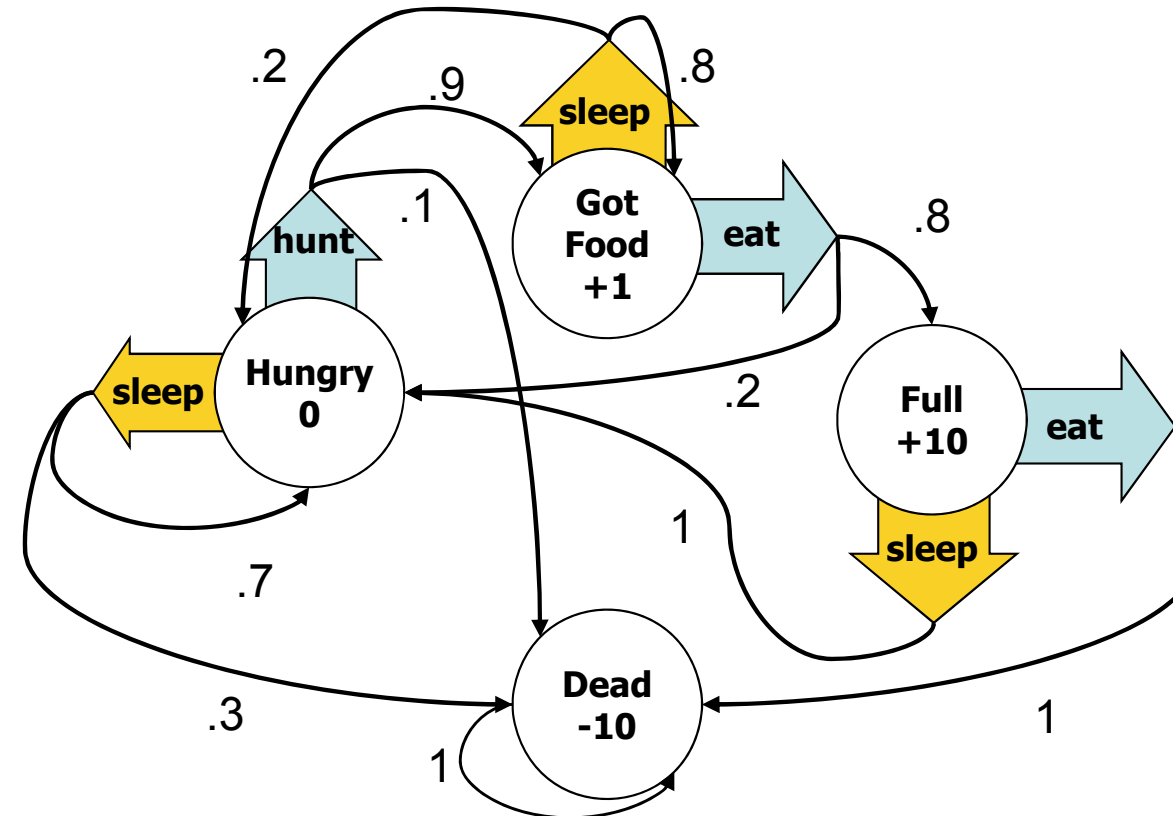 .2
.8
.9
sleep
.1
Got
Food
+1
eat
.8
hunt
sleep
Hungry
0
.2
Full
+10
eat
1
sleep
.7
.3
Dead
-10
1
1